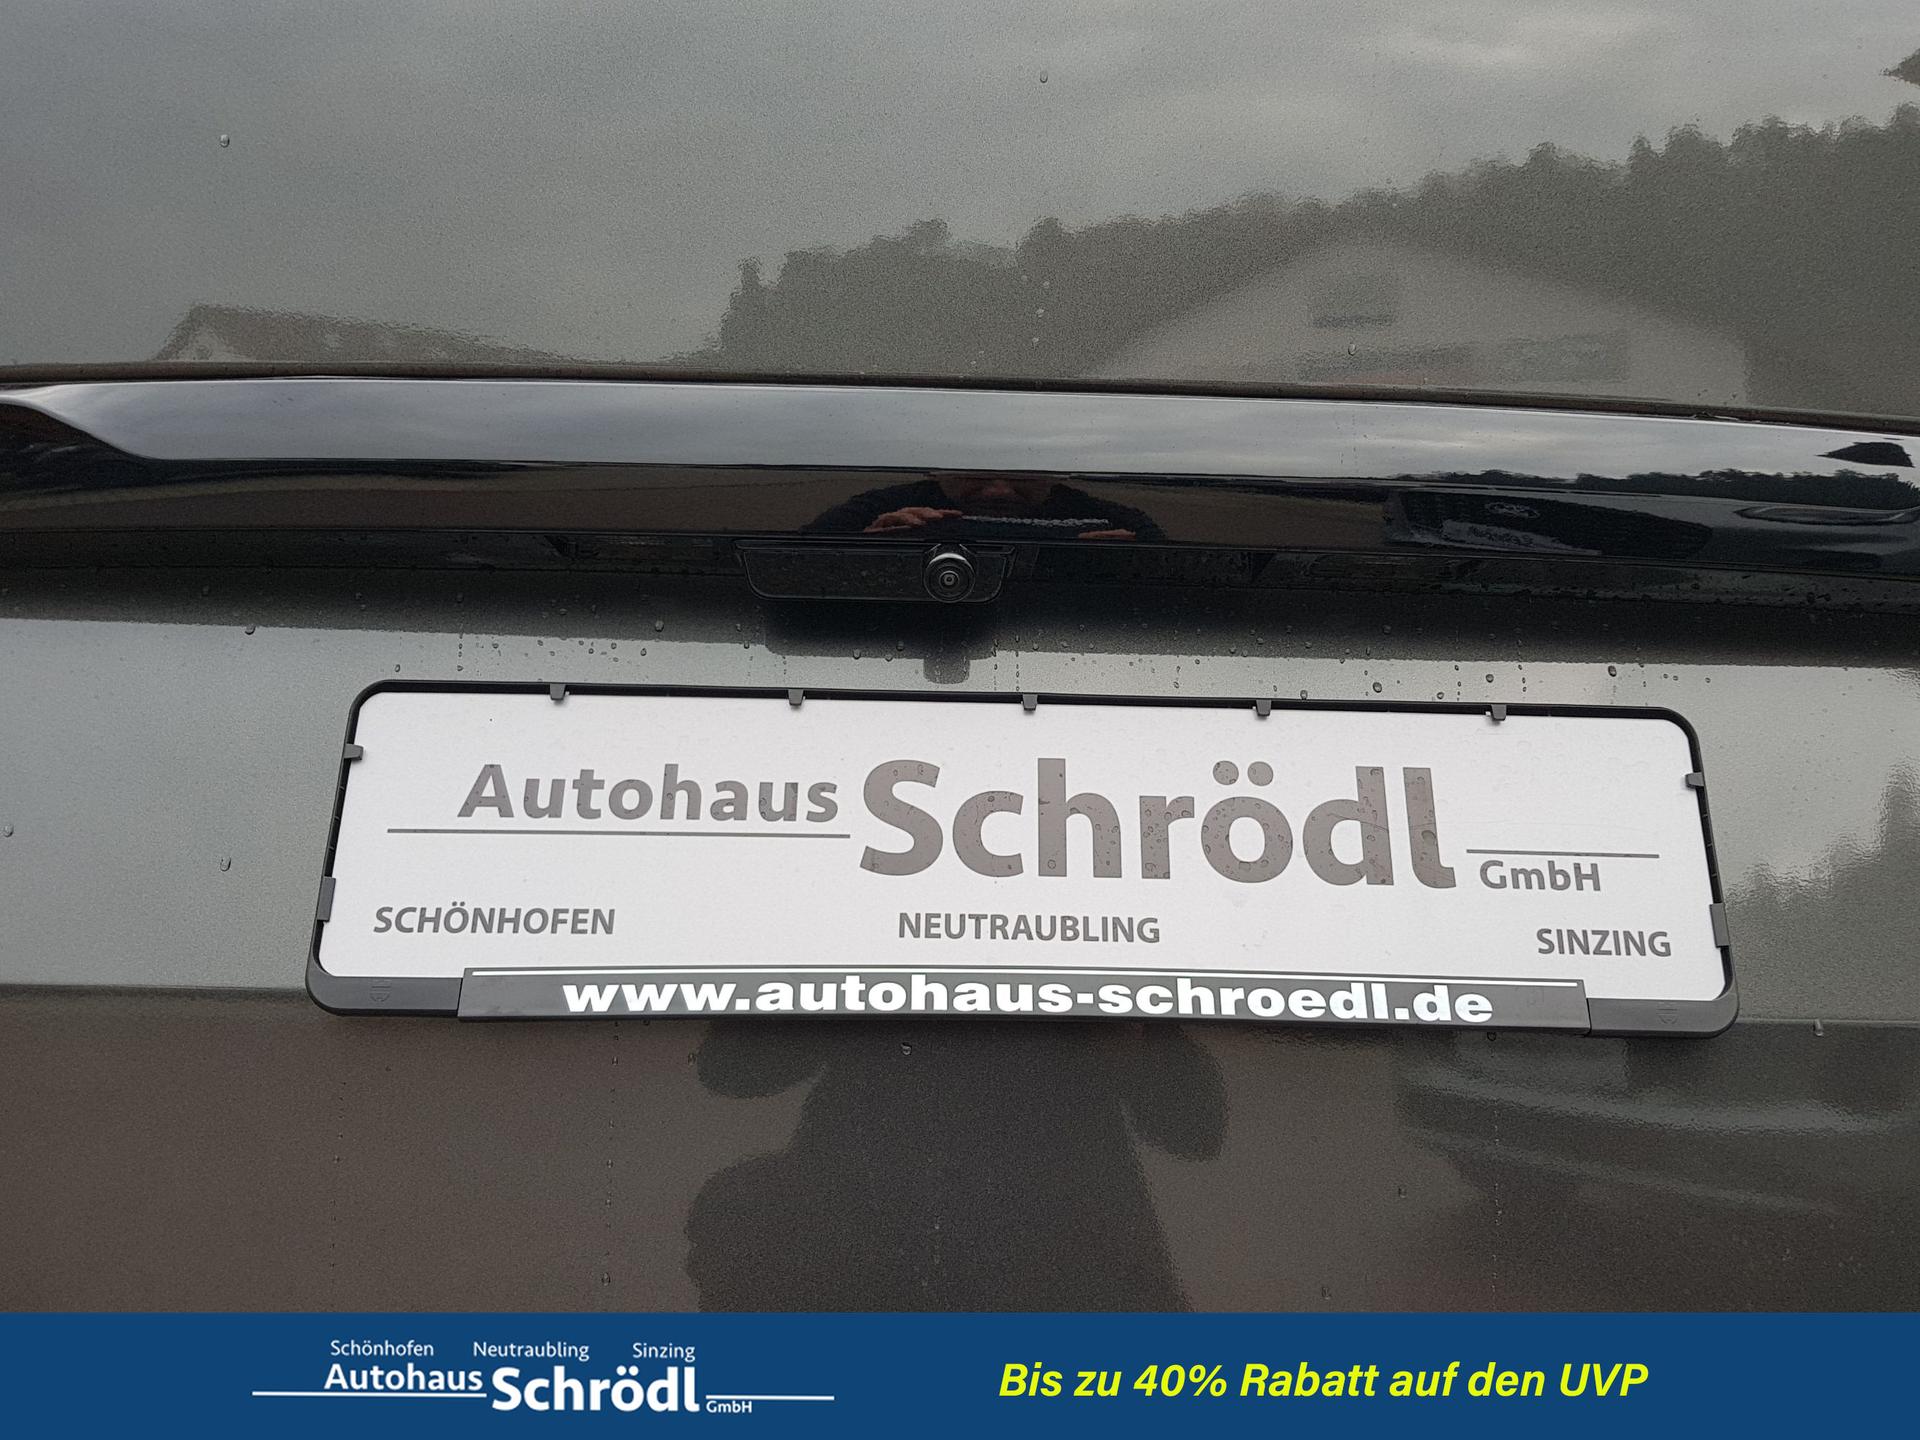 Autohaus Schrödl GmbH
SCHÖNHOFEN NEUTRAUBLING SINZING
www.autohaus-schroedl.de
Schönhofen Neutraubling Sinzing
Autohaus Schrödl GmbH
Bis zu 40% Rabatt auf den UVP